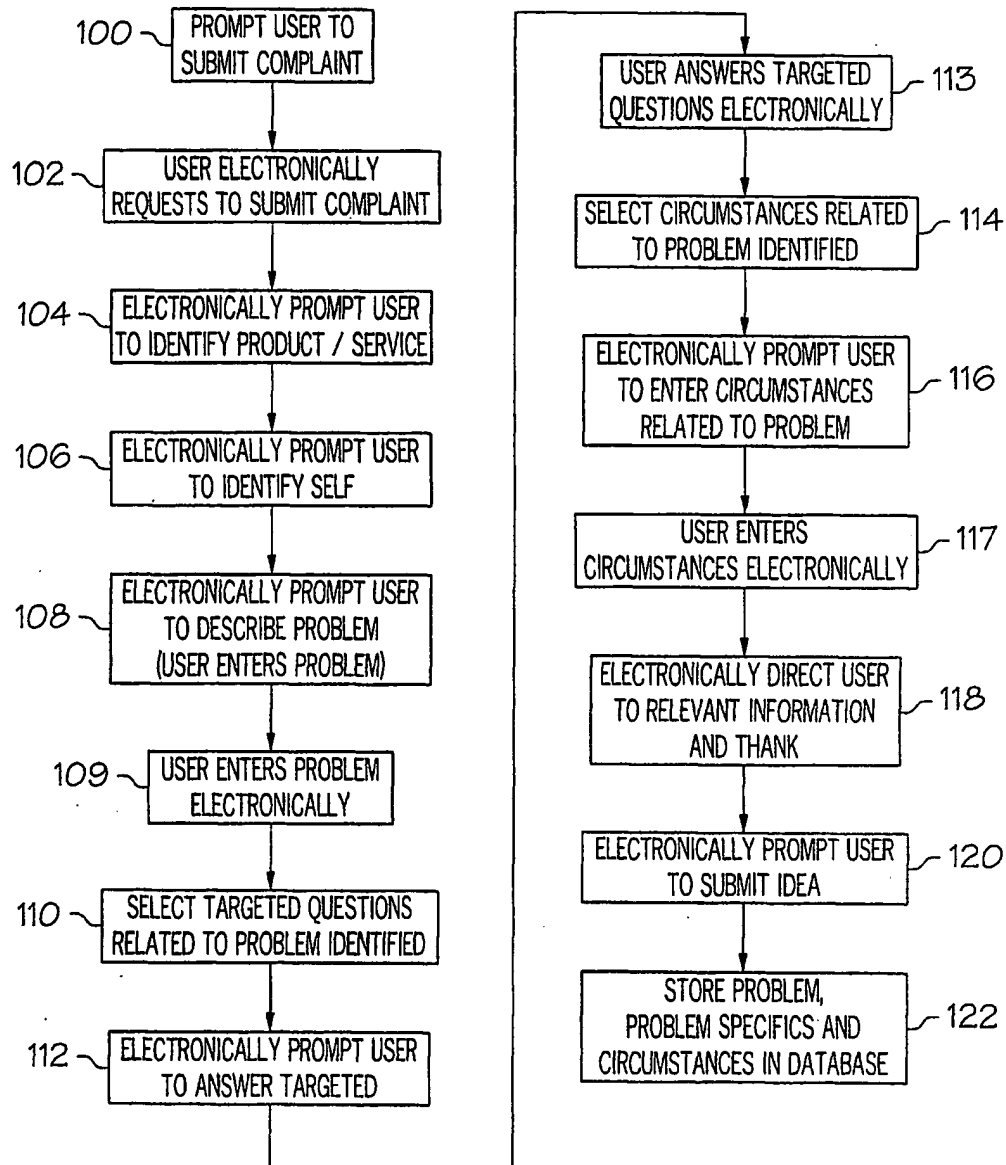 100
PROMPT USER TO
SUBMIT COMPLAINT
102
USER ELECTRONICALLY
REQUESTS TO SUBMIT COMPLAINT
104
ELECTRONICALLY PROMPT USER
TO IDENTIFY PRODUCT / SERVICE
106
ELECTRONICALLY PROMPT USER
TO IDENTIFY SELF
108
ELECTRONICALLY PROMPT USER
TO DESCRIBE PROBLEM
(USER ENTERS PROBLEM)
109
USER ENTERS PROBLEM
ELECTRONICALLY
110
SELECT TARGETED QUESTIONS
RELATED TO PROBLEM IDENTIFIED
112
ELECTRONICALLY PROMPT USER
TO ANSWER TARGETED
USER ANSWERS TARGETED
QUESTIONS ELECTRONICALLY
113
SELECT CIRCUMSTANCES RELATED
TO PROBLEM IDENTIFIED
114
ELECTRONICALLY PROMPT USER
TO ENTER CIRCUMSTANCES
RELATED TO PROBLEM
116
USER ENTERS
CIRCUMSTANCES ELECTRONICALLY
117
ELECTRONICALLY DIRECT USER
TO RELEVANT INFORMATION
AND THANK
118
ELECTRONICALLY PROMPT USER
TO SUBMIT IDEA
120
STORE PROBLEM,
PROBLEM SPECIFICS AND
CIRCUMSTANCES IN DATABASE
122